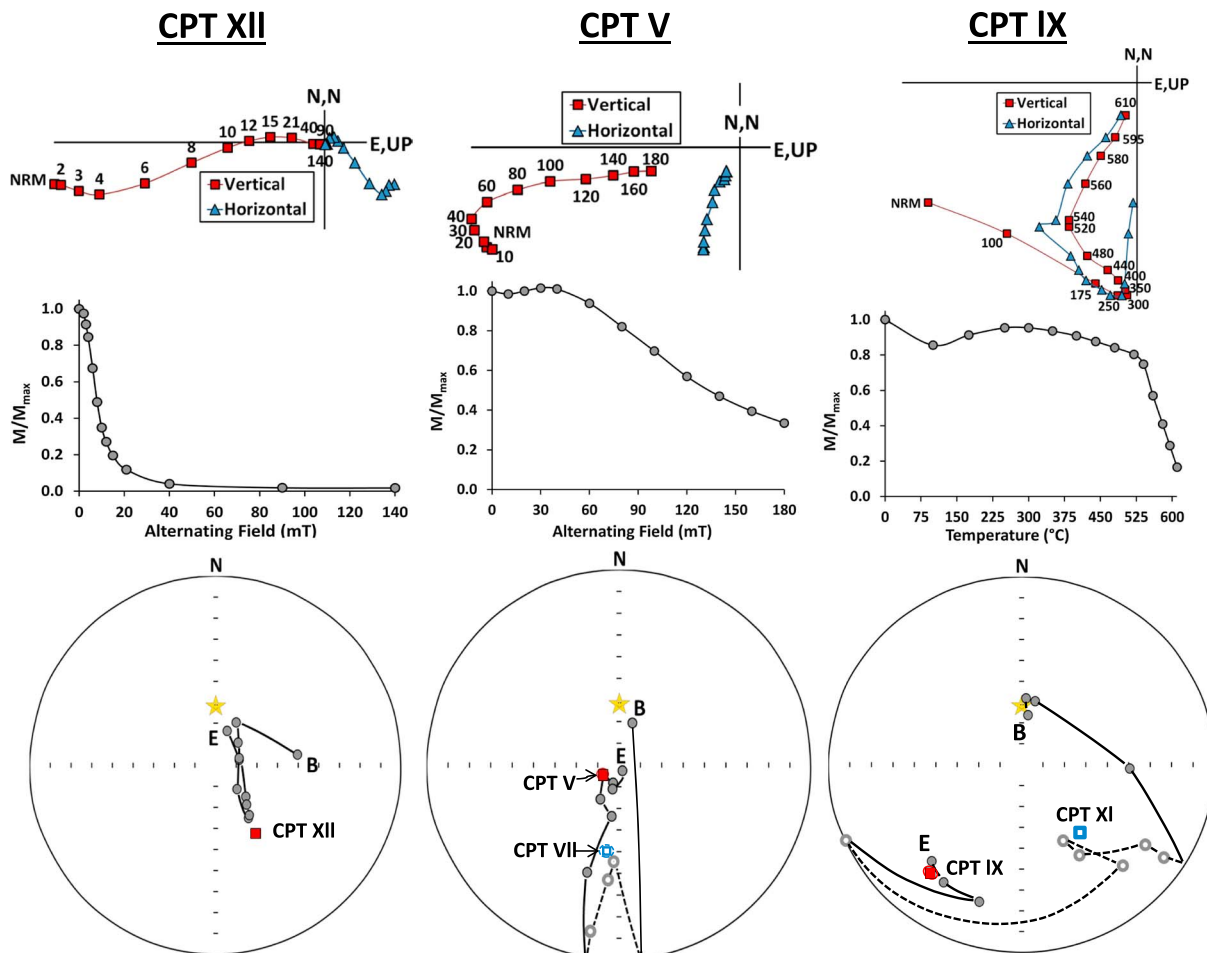 CPT XII
CPT V
CPT IX
N,N
E,UP
NRM
2
3
4
6
8
10
12
15
21
40
90
140
Vertical
Horizontal
N,N
E,UP
Vertical
Horizontal
NRM
10
20
30
40
60
80
100
120
140
160
180
N,N
E,UP
Vertical
Horizontal
NRM
100
175
250
300
350
400
440
480
520
540
560
580
595
610
M/Mmax
1.0
0.8
0.6
0.4
0.2
0.0
0 20 40 60 80 100 120 140
Alternating Field (mT)
M/Mmax
1.0
0.8
0.6
0.4
0.2
0.0
0 30 60 90 120 150 180
Alternating Field (mT)
M/Mmax
1.0
0.8
0.6
0.4
0.2
0.0
0 75 150 225 300 375 450 525 600
Temperature (°C)
N
E
B
CPT XII
N
B
E
CPT V
CPT VII
N
B
CPT XI
E
CPT IX